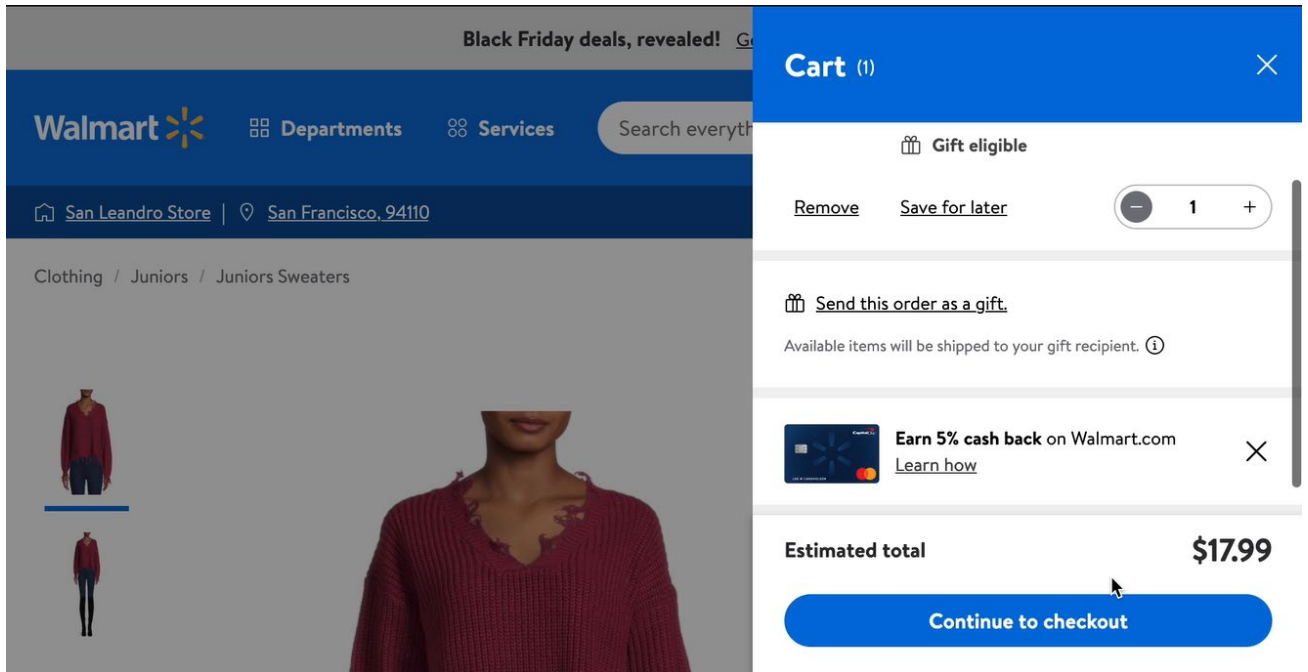 Black Friday deals, revealed!
Cart (1)
Walmart
Departments
Services
Search everyth
Gift eligible
San Leandro Store
San Francisco, 94110
Remove
Save for later
1
Clothing / Juniors / Juniors Sweaters
Send this order as a gift.
Available items will be shipped to your gift recipient.
Earn 5% cash back on Walmart.com
Learn how
Estimated total
$17.99
Continue to checkout